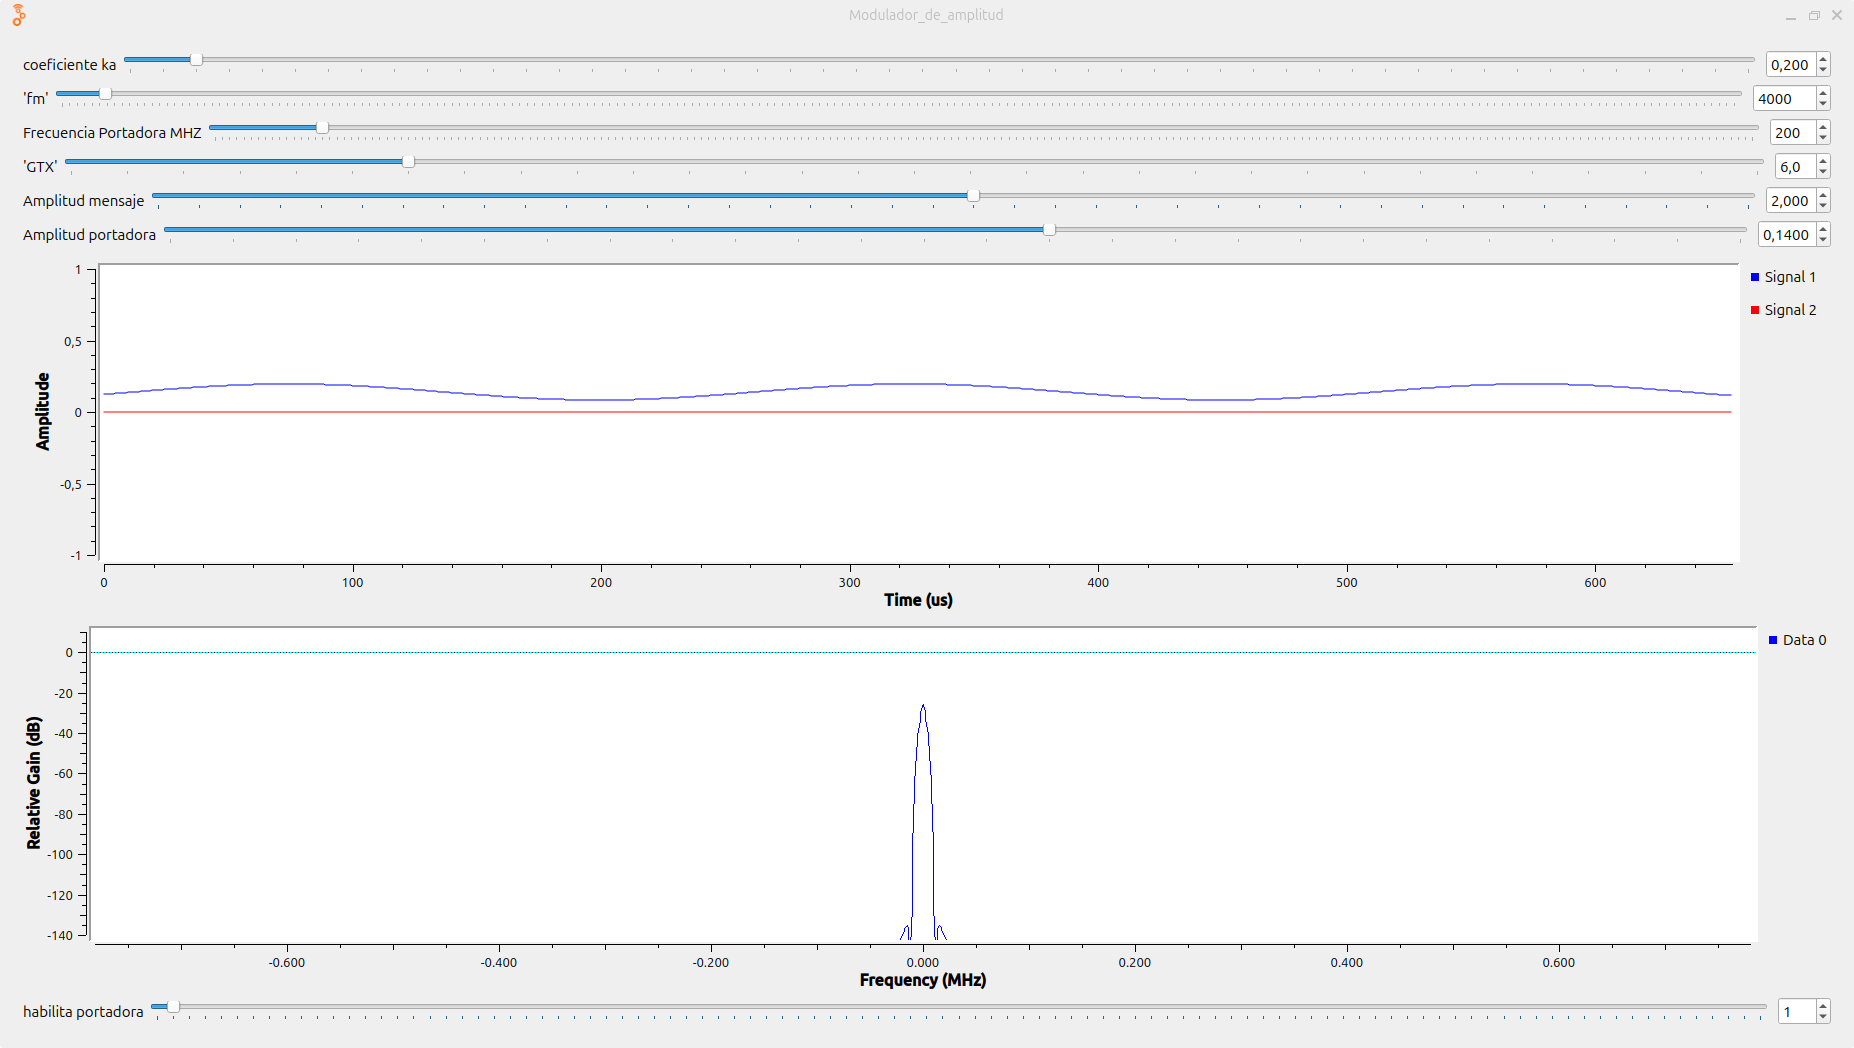 Modulador_de_amplitud
coeficiente ka 0,200
'fm' 4000
Frecuencia Portadora MHZ 200
'GTX' 6,0
Amplitud mensaje 2,000
Amplitud portadora 0,1400
Amplitude
1
0,5
0
-0,5
-1
0 100 200 300 400 500 600
Time (us)
Signal 1
Signal 2
Relative Gain (dB)
0
-20
-40
-60
-80
-100
-120
-140
-0.600 -0.400 -0.200 0.000 0.200 0.400 0.600
Frequency (MHz)
Data 0
habilita portadora 1